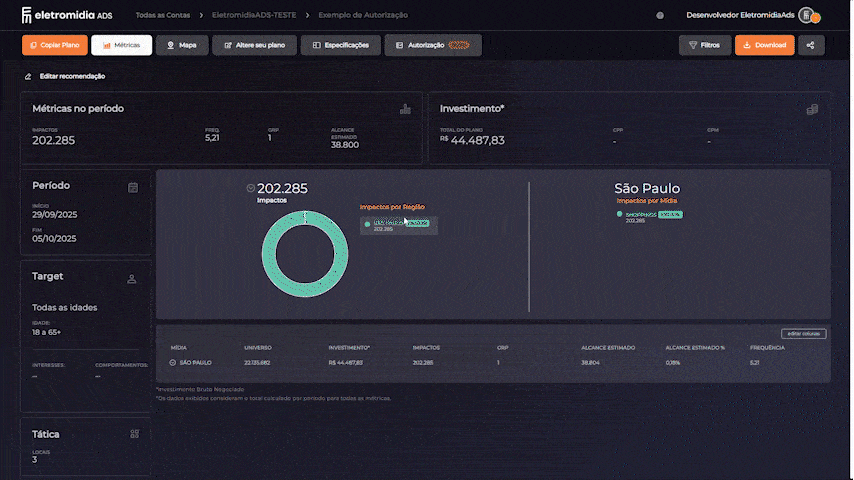 eletromidia ADS
Todas as Contas > EletromidiaADS-TESTE > Exemplo de Autorização
Desenvolvedor EletromidiaAds
Copiar Plano
Métricas
Mapa
Altere seu plano
Especificações
Autorização
Filtros
Download
Editar recomendação
Métricas no período
IMPACTOS
202.285
FREQ.
5,21
GRP
1
ALCANCE
ESTIMADO
38.800
Investimento*
TOTAL DO PLANO
R$ 44.487,83
CPP
-
CPM
-
Período
INÍCIO
29/09/2025
FIM
05/10/2025
Target
Todas as idades
IDADE:
18 a 65+
INTERESSES:
--
COMPORTAMENTOS:
--
Tática
LOCAIS
3
202.285
Impactos
Impactos por Região
202.285
São Paulo
Impactos por Mídia
SHOPPINGS
202.285
editar colunas
MÍDIA UNIVERSO INVESTIMENTO* IMPACTOS GRP ALCANCE ESTIMADO ALCANCE ESTIMADO % FREQUÊNCIA
SÃO PAULO 22.135.682 R$ 44.487,83 202.285 1 38.804 0,18% 5,21
*Investimento Bruto Negociado
*Os dados exibidos consideram o total calculado por período para todas as métricas.